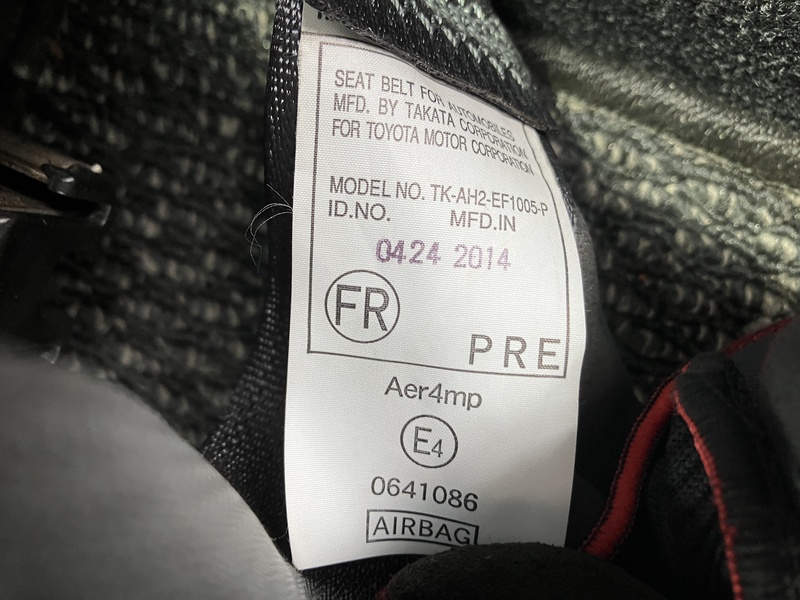 SEAT BELT FOR AUTOMOBILES
MFD. BY TAKATA CORPORATION
FOR TOYOTA MOTOR CORPORATION
MODEL NO. TK-AH2-EF1005-P
ID.NO. MFD.IN
0424 2014
FR
PRE
Aer4mp
E4
0641086
AIRBAG